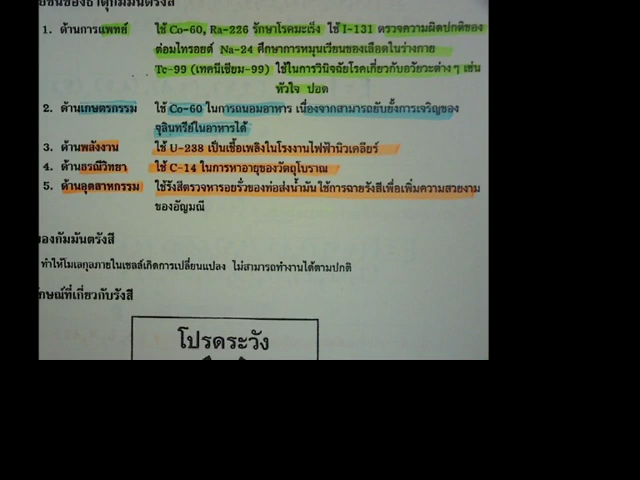 ของธาตุกัมมันตรังสี
1. ด้านการแพทย์ ใช้ Co-60, Ra-226 รักษาโรคมะเร็ง ใช้ I-131 ตรวจความผิดปกติของ
ต่อมไทรอยด์ Na-24 ศึกษาการหมุนเวียนของเลือดในร่างกาย
Tc-99 (เทคนีเซียม-99) ใช้ในการวินิจฉัยโรคเกี่ยวกับอวัยวะต่างๆ เช่น
หัวใจ ปอด
2. ด้านเกษตรกรรม ใช้ Co-60 ในการถนอมอาหาร เนื่องจากสามารถยับยั้งการเจริญของ
จุลินทรีย์ในอาหารได้
3. ด้านพลังงาน ใช้ U-238 เป็นเชื้อเพลิงในโรงงานไฟฟ้านิวเคลียร์
4. ด้านธรณีวิทยา ใช้ C-14 ในการหาอายุของวัตถุโบราณ
5. ด้านอุตสาหกรรม ใช้รังสีตรวจหารอยรั่วของท่อส่งน้ำมัน ใช้การฉายรังสีเพื่อเพิ่มความสวยงาม
ของอัญมณี
ของกัมมันตรังสี
ทำให้โมเลกุลภายในเซลล์เกิดการเปลี่ยนแปลง ไม่สามารถทำงานได้ตามปกติ
ักษณ์ที่เกี่ยวกับรังสี
โปรดระวัง